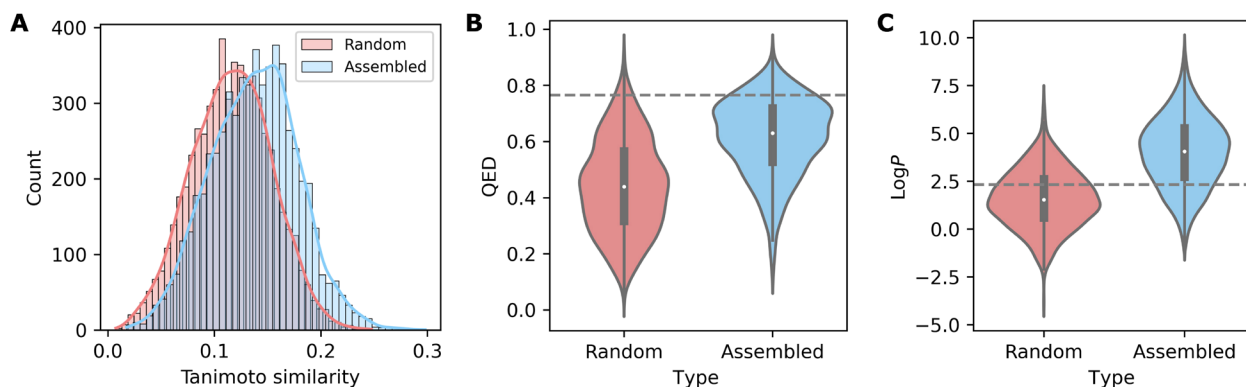 A
400
300
200
100
0
Count
0.0
0.1
0.2
0.3
Tanimoto similarity
Random
Assembled
B
1.0
0.8
0.6
0.4
0.2
0.0
QED
Random
Assembled
Type
C
10.0
7.5
5.0
2.5
0.0
−2.5
−5.0
LogP
Random
Assembled
Type